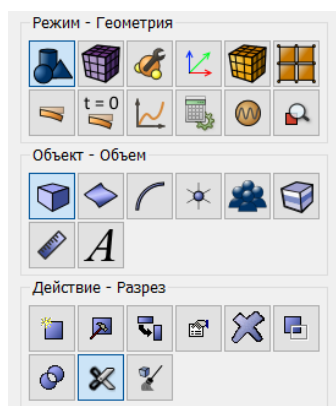 Режим - Геометрия
t = 0
Объект - Объем
A
Действие - Разрез